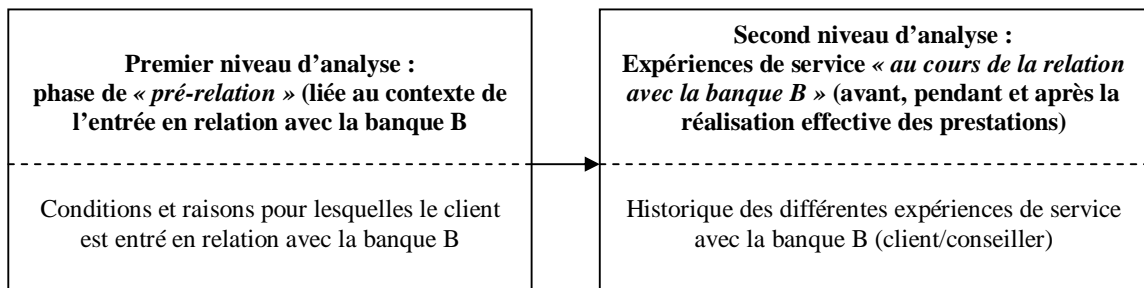 Premier niveau d’analyse :
phase de « pré-relation » (liée au contexte de
l’entrée en relation avec la banque B)
Conditions et raisons pour lesquelles le client
est entré en relation avec la banque B
Second niveau d’analyse :
Expériences de service « au cours de la relation
avec la banque B » (avant, pendant et après la
réalisation effective des prestations)
Historique des différentes expériences de service
avec la banque B (client/conseiller)